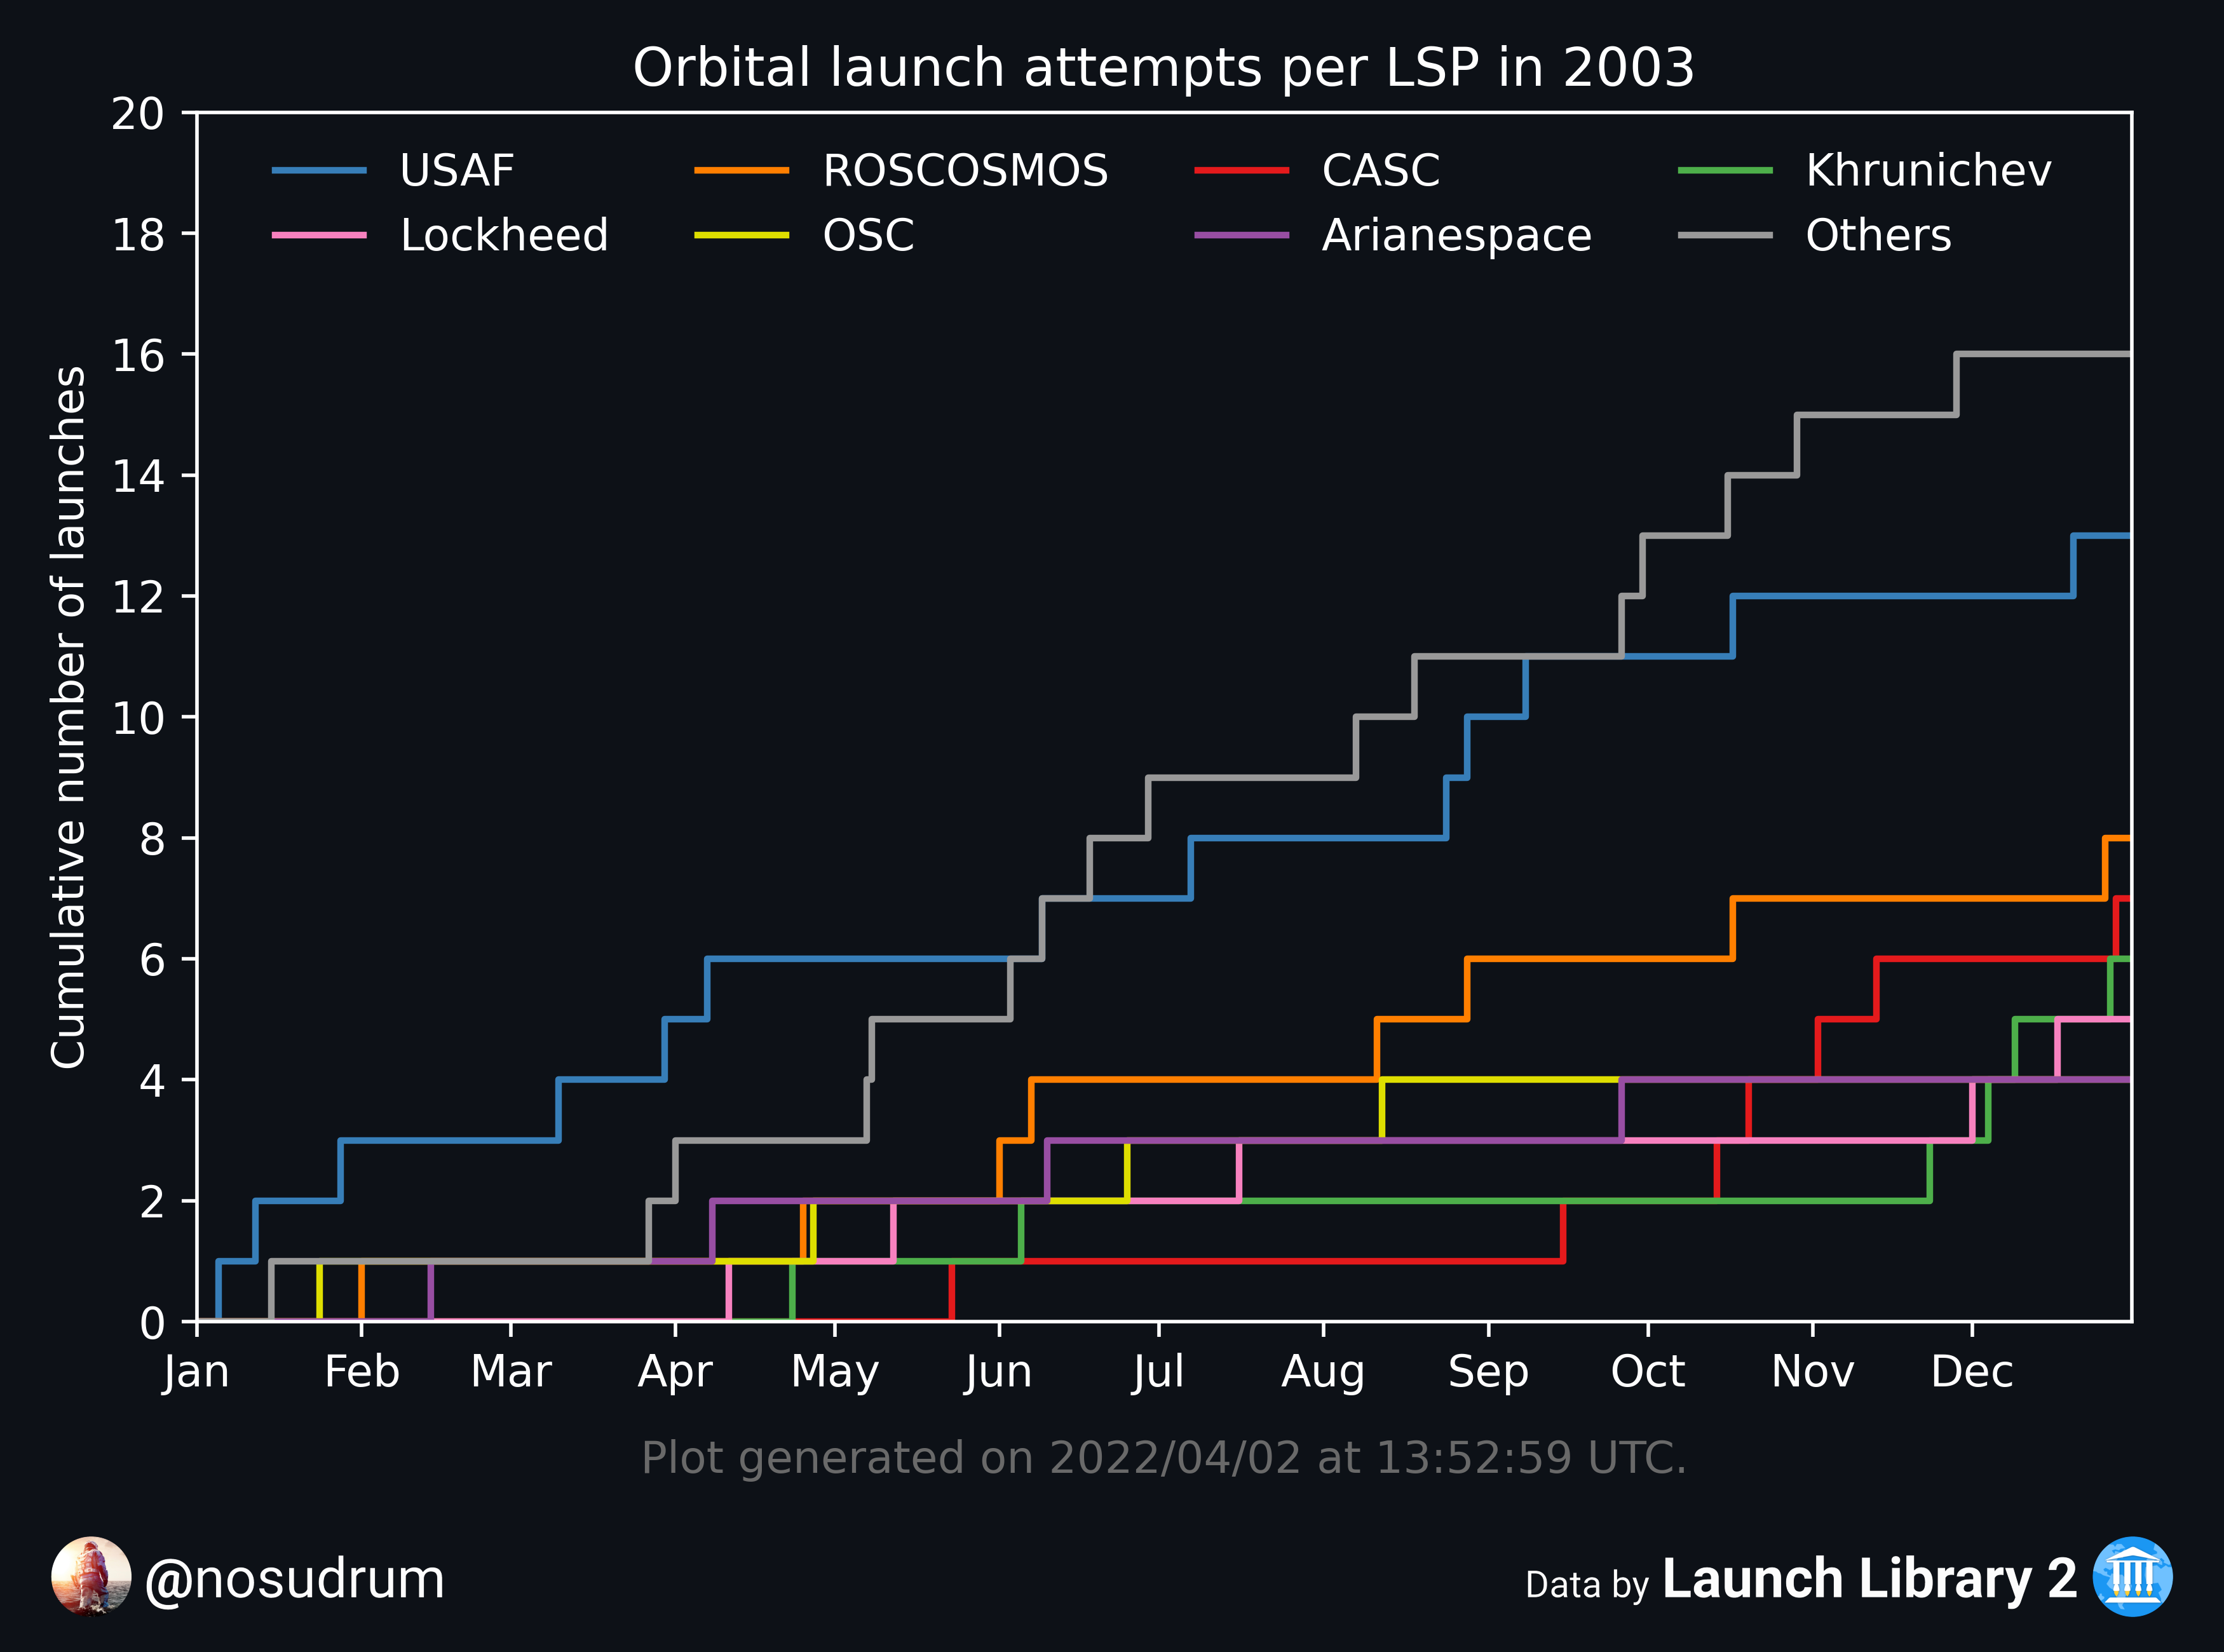 Orbital launch attempts per LSP in 2003
20
18
16
14
12
10
8
6
4
2
0
Cumulative number of launches
USAF
ROSCOSMOS
CASC
Khrunichev
Lockheed
OSC
Arianespace
Others
Jan Feb Mar Apr May Jun Jul Aug Sep Oct Nov Dec
Plot generated on 2022/04/02 at 13:52:59 UTC.
@nosudrum
Data by Launch Library 2